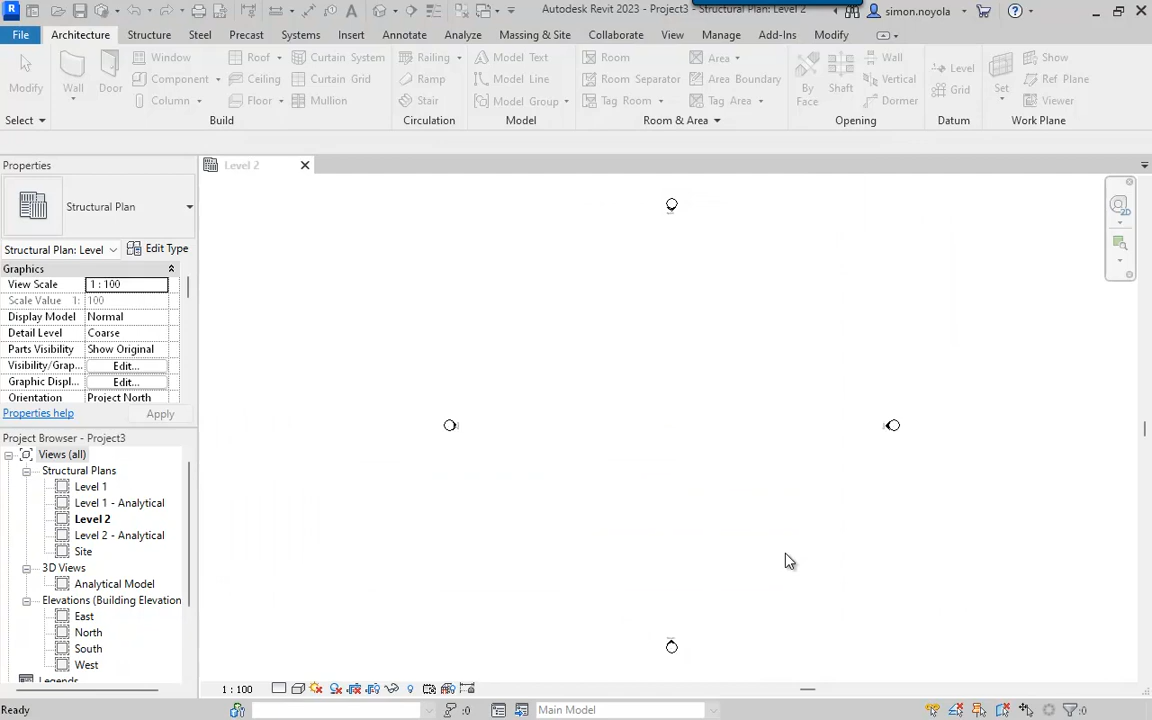 Autodesk Revit 2023 - Project3 - Structural Plan: Level 2
simon.noyola
File Architecture Structure Steel Precast Systems Insert Annotate Analyze Massing & Site Collaborate View Manage Add-Ins Modify
Window Roof Curtain System Railing Model Text Room Area Wall Show
Level
Component Ceiling Curtain Grid Ramp Model Line Room Separator Area Boundary Vertical Ref Plane
Modify Wall Door By Face Shaft Grid Set
Column Floor Mullion Stair Model Group Tag Room Tag Area Dormer Viewer
Select Build Circulation Model Room & Area Opening Datum Work Plane
Properties
Level 2
Structural Plan
2D
Structural Plan: Level Edit Type
Graphics
View Scale 1 : 100
Scale Value 1: 100
Display Model Normal
Detail Level Coarse
Parts Visibility Show Original
Visibility/Grap... Edit...
Graphic Displ... Edit...
Orientation Project North
Properties help Apply
Project Browser - Project3
Views (all)
Structural Plans
Level 1
Level 1 - Analytical
Level 2
Level 2 - Analytical
Site
3D Views
Analytical Model
Elevations (Building Elevation
East
North
South
West
Legends
1 : 100
Ready :0 Main Model :0